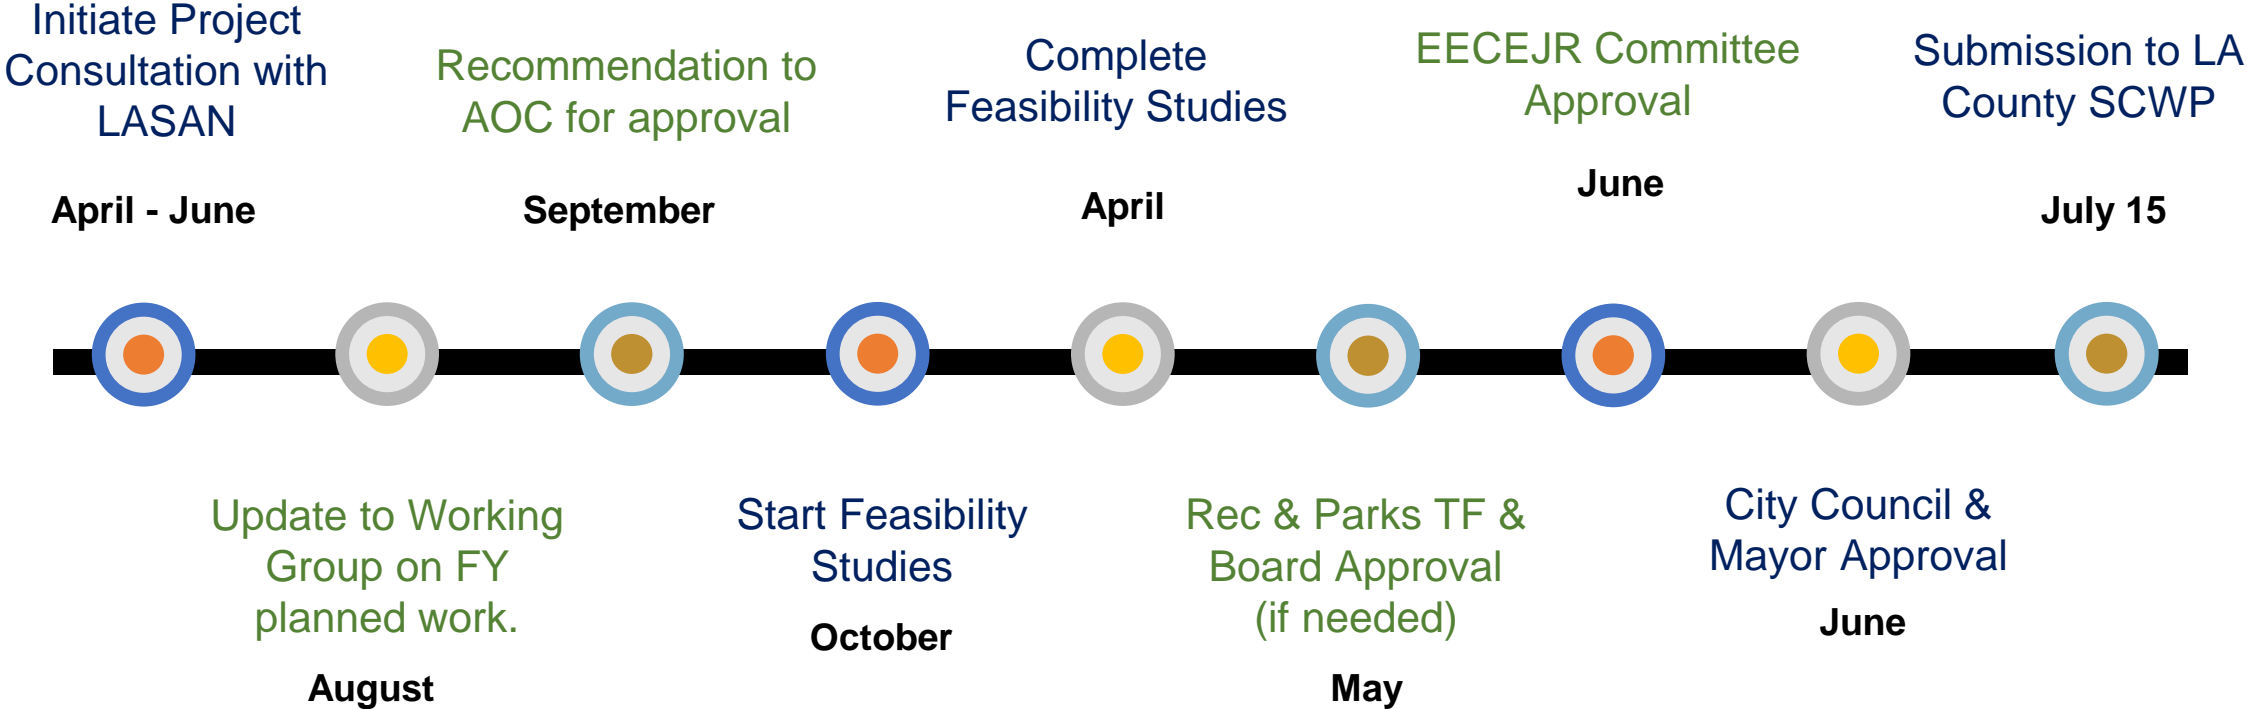 Initiate Project
Consultation with
LASAN
April - June
Update to Working
Group on FY
planned work.
August
Recommendation to
AOC for approval
September
Start Feasibility
Studies
October
Complete
Feasibility Studies
April
Rec & Parks TF &
Board Approval
(if needed)
May
EECEJR Committee
Approval
June
City Council &
Mayor Approval
June
Submission to LA
County SCWP
July 15